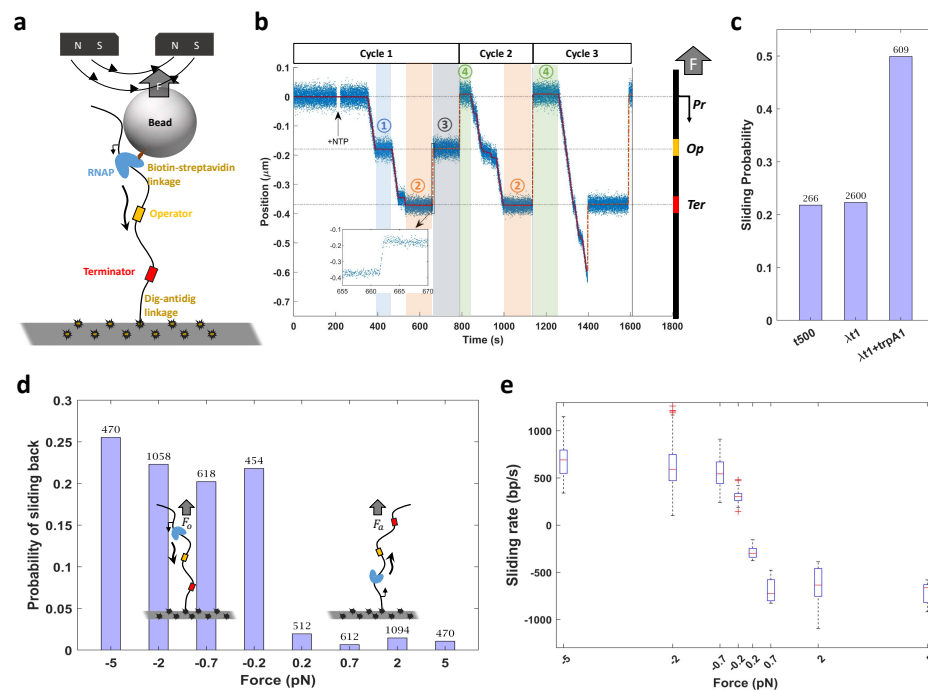 a
N S
N S
F
Bead
RNAP
Biotin-streptavidin
linkage
Operator
Terminator
Dig-antidig
linkage
b
Cycle 1
Cycle 2
Cycle 3
0
-0.1
-0.2
-0.3
-0.4
-0.5
-0.6
-0.7
Position (μm)
+NTP
1
2
3
4
2
4
-0.1
-0.2
-0.3
-0.4
655
660
665
670
0
200
400
600
800
1000
1200
1400
1600
1800
Time (s)
F
Pr
Op
Ter
c
0.5
0.4
0.3
0.2
0.1
0
Sliding Probability
266
2600
609
t500
λt1
λt1+trpA1
d
0.3
0.25
0.2
0.15
0.1
0.05
0
Probability of sliding back
470
1058
618
454
512
612
1094
470
Fo
Fa
-5
-2
-0.7
-0.2
0.2
0.7
2
5
Force (pN)
e
1000
500
0
-500
-1000
Sliding rate (bp/s)
-5
-2
-0.7
-0.2
0.2
0.7
2
Force (pN)